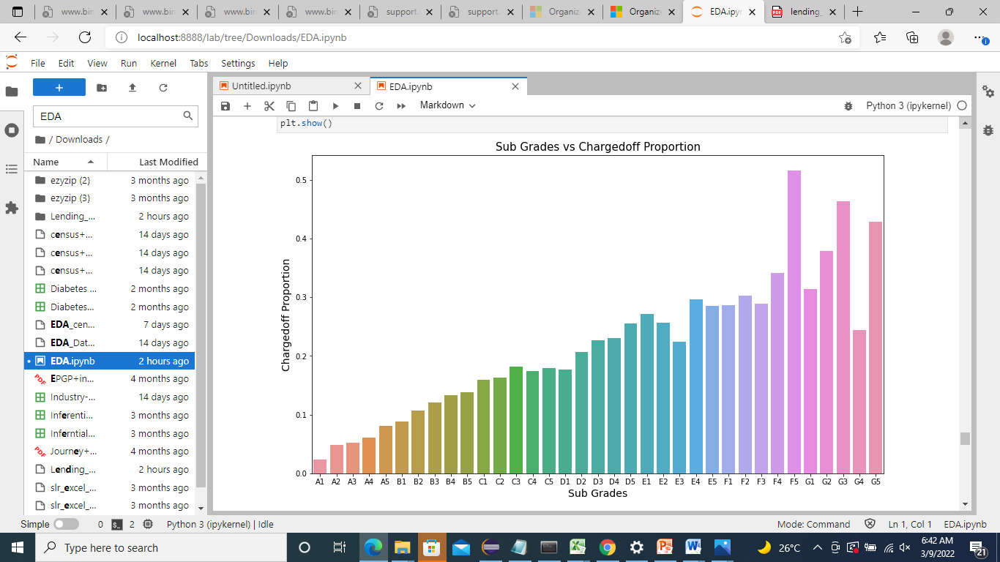 www.bin
www.bin
www.bin
www.bin
support.
support.
Organize
Organize
EDA.ipyn
lending_
localhost:8888/lab/tree/Downloads/EDA.ipynb
File Edit View Run Kernel Tabs Settings Help
Untitled.ipynb
EDA.ipynb
Markdown
Python 3 (ipykernel)
EDA
/ Downloads /
Name Last Modified
ezyzip (2) 3 months ago
ezyzip (3) 3 months ago
Lending_... 2 hours ago
census+... 14 days ago
census+... 14 days ago
census+... 14 days ago
Diabetes ... 2 months ago
Diabetes... 2 months ago
EDA_cen... 7 days ago
EDA_Dat... 14 days ago
EDA.ipynb 2 hours ago
EPGP+in... 4 months ago
Industry-... 14 days ago
Inferenti... 3 months ago
Inferntial... 3 months ago
Journey+... 4 months ago
Lending_... 2 hours ago
slr_excel_... 3 months ago
slr_excel_... 3 months ago
plt.show()
Sub Grades vs Chargedoff Proportion
Chargedoff Proportion
0.5
0.4
0.3
0.2
0.1
0.0
A1 A2 A3 A4 A5 B1 B2 B3 B4 B5 C1 C2 C3 C4 C5 D1 D2 D3 D4 D5 E1 E2 E3 E4 E5 F1 F2 F3 F4 F5 G1 G2 G3 G4 G5
Sub Grades
Simple 0 2 Python 3 (ipykernel) | Idle
Mode: Command Ln 1, Col 1 EDA.ipynb
Type here to search
26°C
6:42 AM
3/9/2022
21